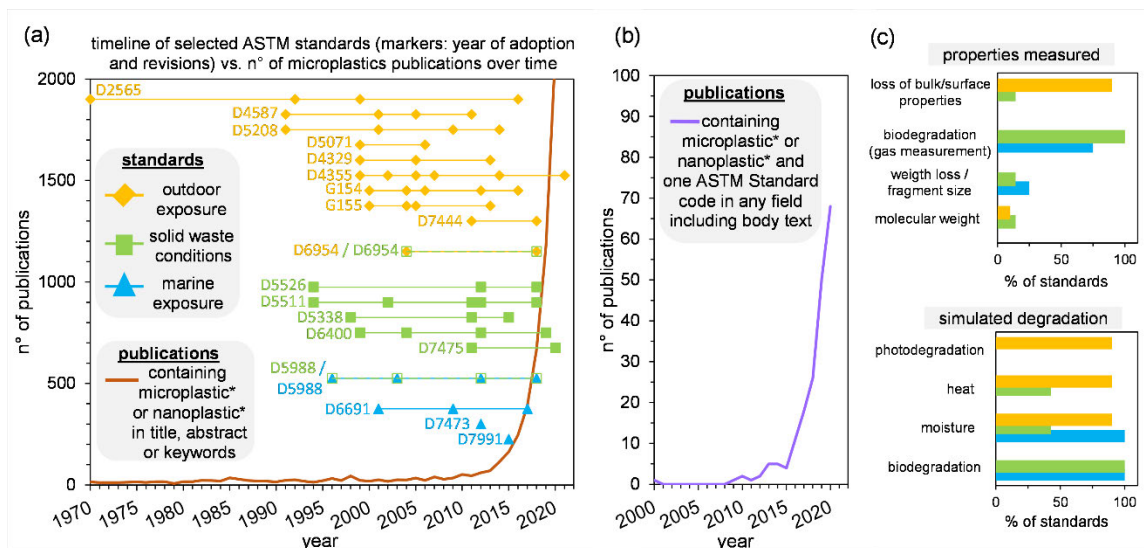 (a)
timeline of selected ASTM standards (markers: year of adoption
and revisions) vs. n° of microplastics publications over time
n° of publications
2000
1500
1000
500
0
D2565
D4587
D5208
D5071
D4329
D4355
G154
G155
D7444
D6954 / D6954
D5526
D5511
D5338
D6400
D7475
D5988 /
D5988
D6691
D7473
D7991
standards
outdoor
exposure
solid waste
conditions
marine
exposure
publications
containing
microplastic*
or
nanoplastic*
in title, abstract
or keywords
1970
1975
1980
1985
1990
1995
2000
2005
2010
2015
2020
year
(b)
n° of publications
100
90
80
70
60
50
40
30
20
10
0
publications
containing
microplastic* or
nanoplastic* and
one ASTM Standard
code in any field
including body text
2000
2005
2010
2015
2020
year
(c)
properties measured
loss of bulk/surface
properties
biodegradation
(gas measurement)
weigth loss /
fragment size
molecular weight
0
50
100
% of standards
simulated degradation
photodegradation
heat
moisture
biodegradation
0
50
100
% of standards